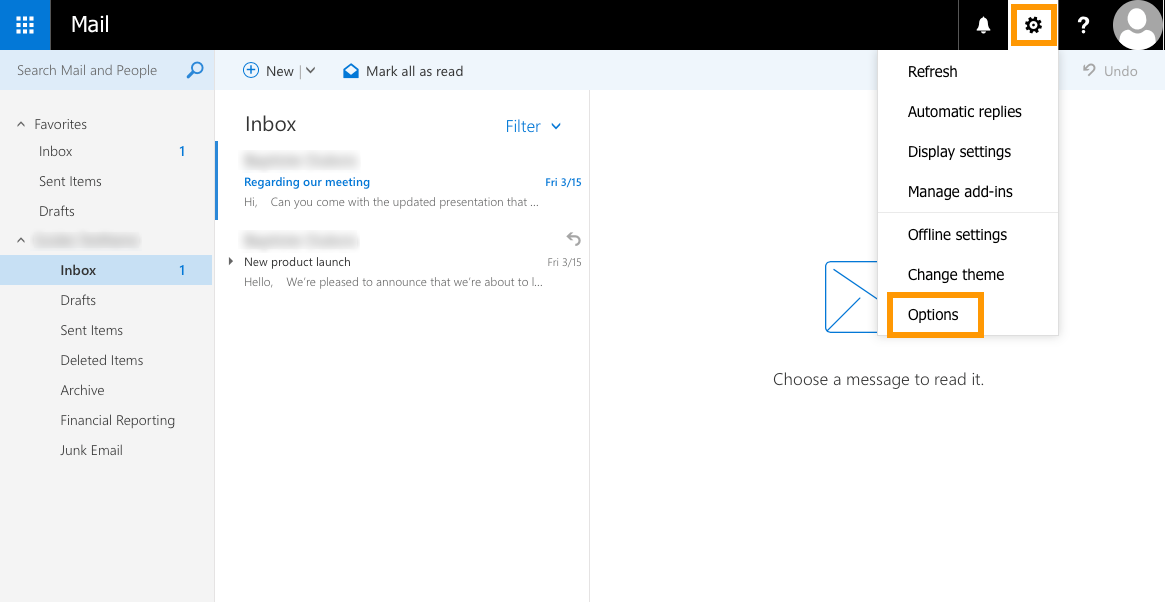 Mail
?
Search Mail and People
New
Mark all as read
Undo
Favorites
Inbox 1
Sent Items
Drafts
Inbox 1
Drafts
Sent Items
Deleted Items
Archive
Financial Reporting
Junk Email
Inbox
Filter
Regarding our meeting Fri 3/15
Hi, Can you come with the updated presentation that ...
New product launch Fri 3/15
Hello, We're pleased to announce that we're about to l...
Refresh
Automatic replies
Display settings
Manage add-ins
Offline settings
Change theme
Options
Choose a message to read it.